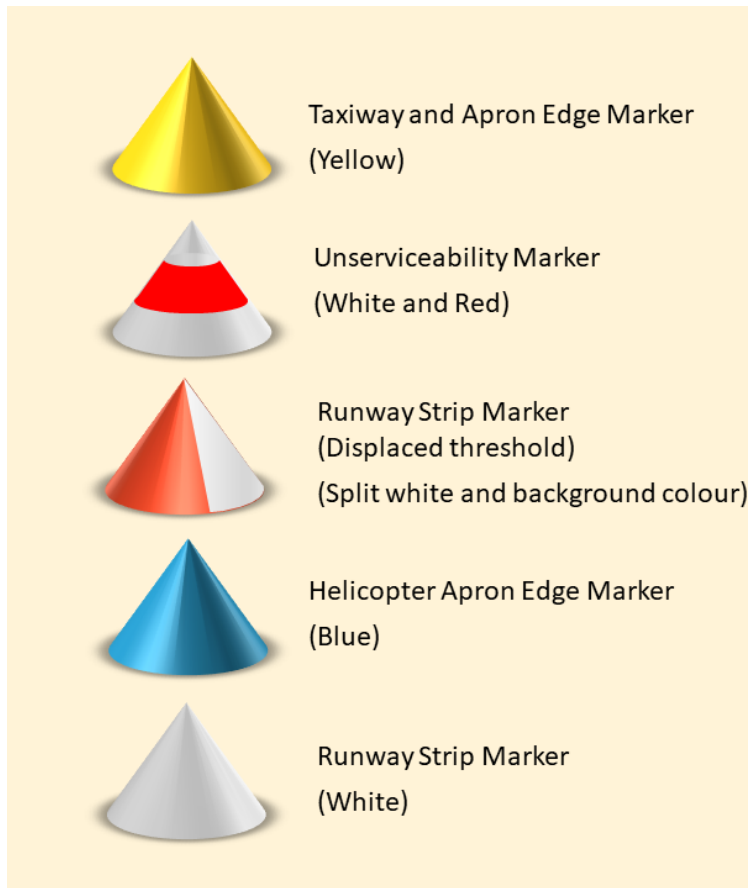 Taxiway and Apron Edge Marker
(Yellow)
Unserviceability Marker
(White and Red)
Runway Strip Marker
(Displaced threshold)
(Split white and background colour)
Helicopter Apron Edge Marker
(Blue)
Runway Strip Marker
(White)